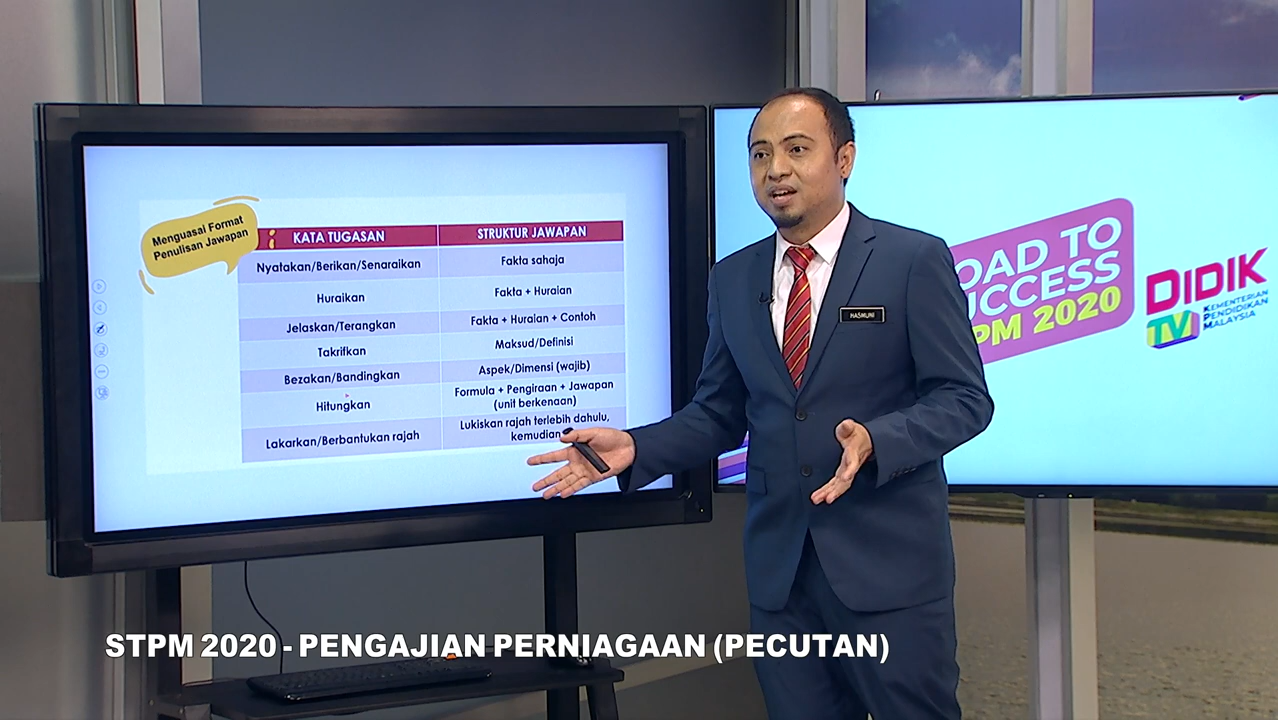 Menguasai Format
Penulisan Jawapan
KATA TUGASAN
STRUKTUR JAWAPAN
Nyatakan/Berikan/Senaraikan
Fakta sahaja
Huraikan
Fakta + Huraian
Jelaskan/Terangkan
Fakta + Huraian + Contoh
Takrifkan
Maksud/Definisi
Bezakan/Bandingkan
Aspek/Dimensi (wajib)
Hitungkan
Formula + Pengiraan + Jawapan
(unit berkenaan)
Lakarkan/Berbantukan rajah
Lukiskan rajah terlebih dahulu,
kemudian
OAD TO
UCCESS
PM 2020
DIDIK
TV
KEMENTERIAN
PENDIDIKAN
MALAYSIA
HASMUNI
STPM 2020 - PENGAJIAN PERNIAGAAN (PECUTAN)